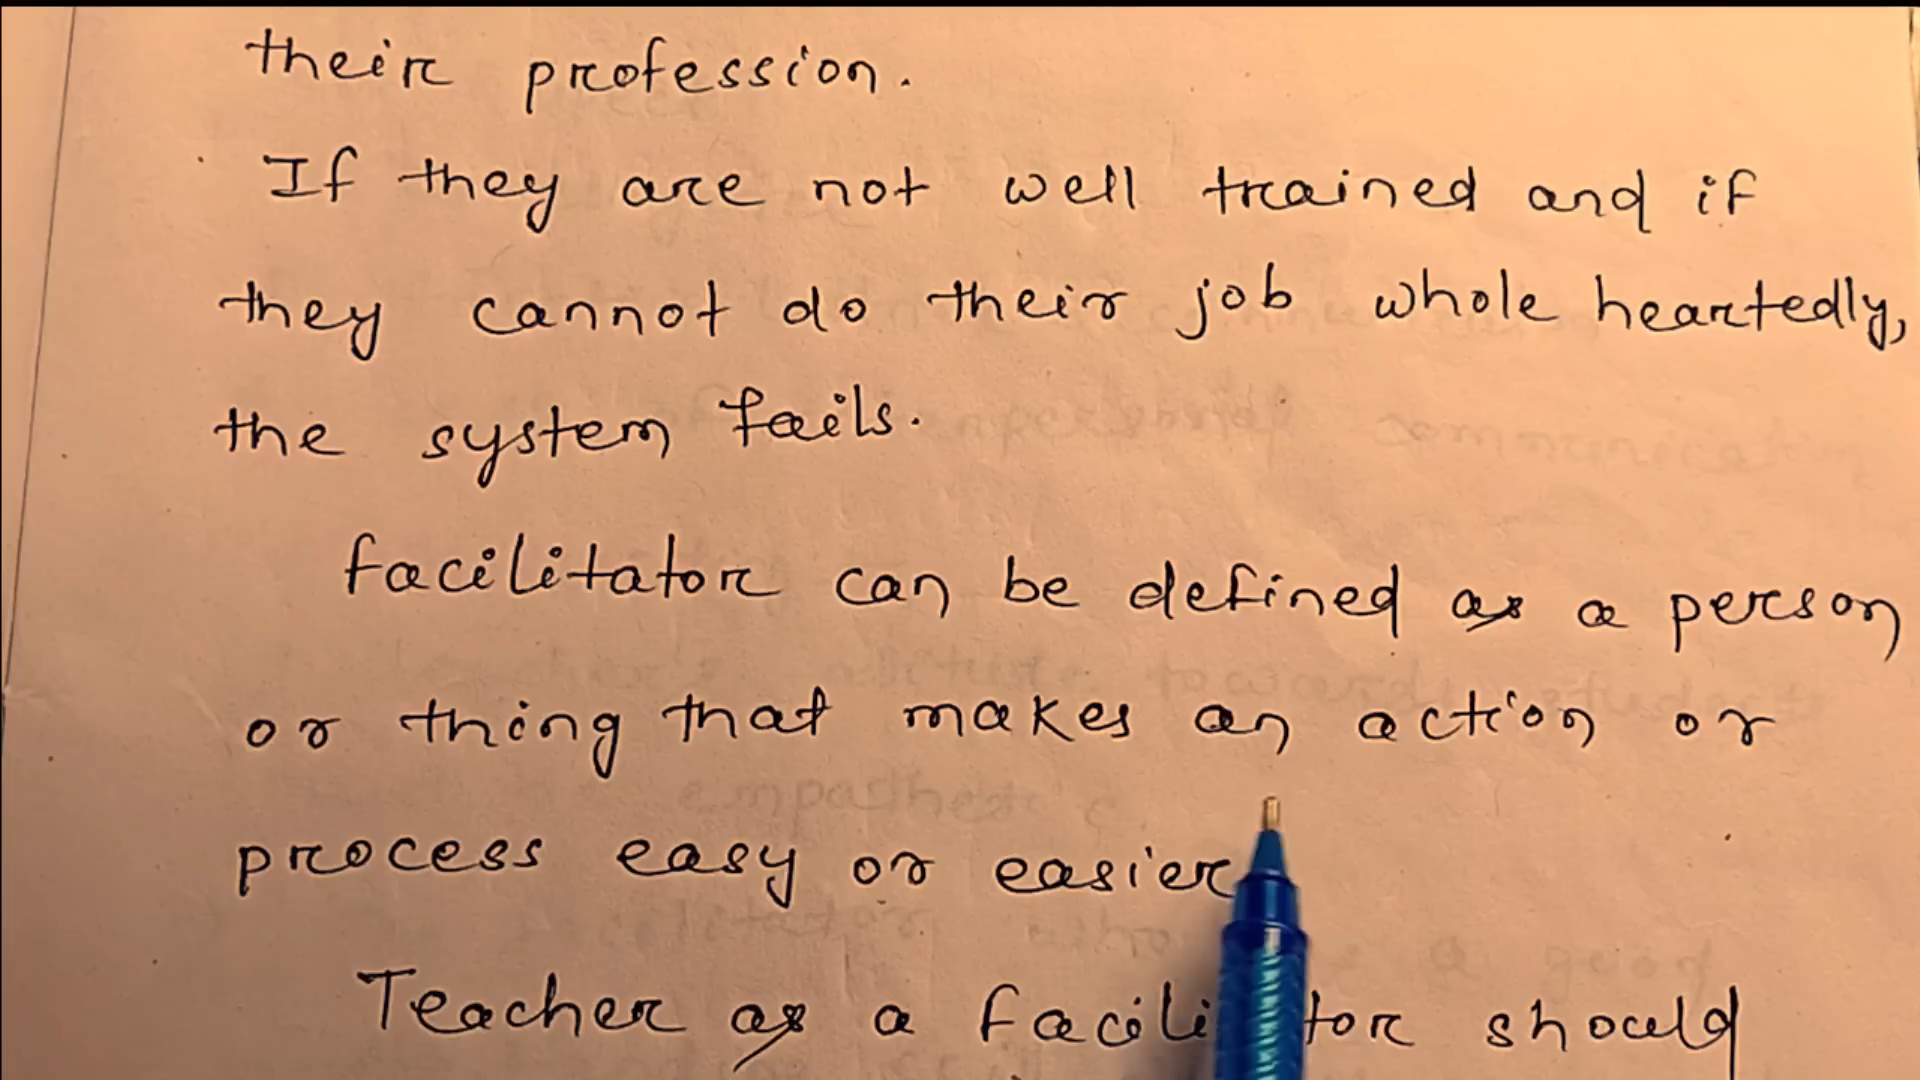 their profession.
If they are not well trained and if
they cannot do their job whole heartedly,
the system fails.
facilitator can be defined as a person
or thing that makes an action or
process easy or easier
Teacher as a facilitator should